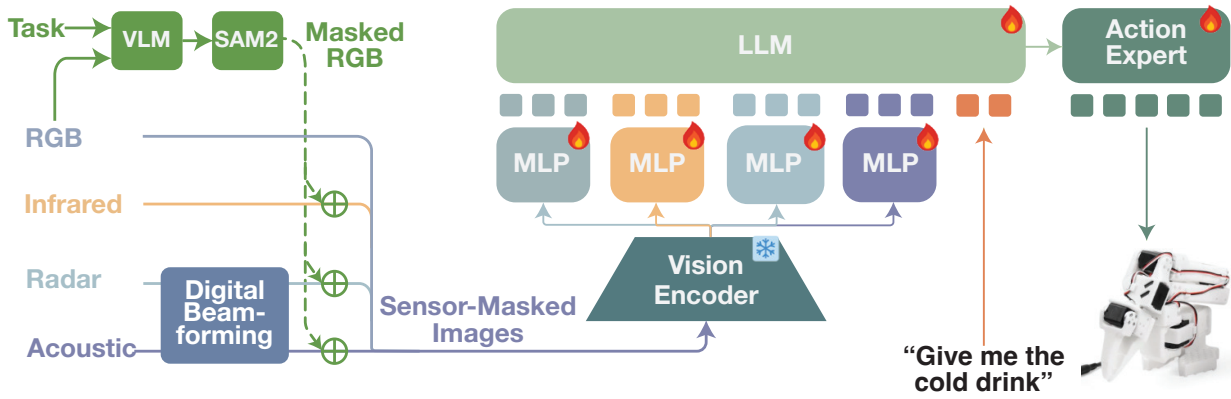 Task
VLM
SAM2
Masked
RGB
RGB
Infrared
Radar
Acoustic
Digital
Beam-
forming
Sensor-Masked
Images
LLM
Action
Expert
MLP
MLP
MLP
MLP
Vision
Encoder
“Give me the
cold drink”